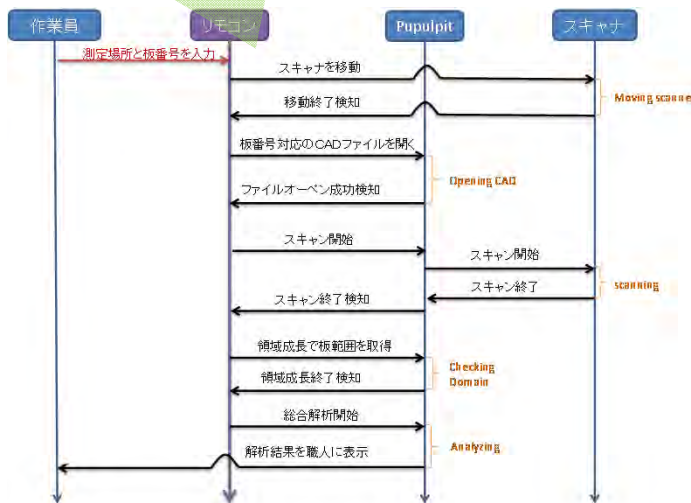 作業員
リモコン
Pupulpit
スキャナ
測定場所と板番号を入力
スキャナを移動
移動終了検知
Moving scanne
板番号対応のCADファイルを開く
Opening CAD
ファイルオーペン成功検知
スキャン開始
スキャン開始
scanning
スキャン終了
スキャン終了検知
領域成長で板範囲を取得
Checking
Domain
領域成長終了検知
総合解析開始
Analyzing
解析結果を職人に表示